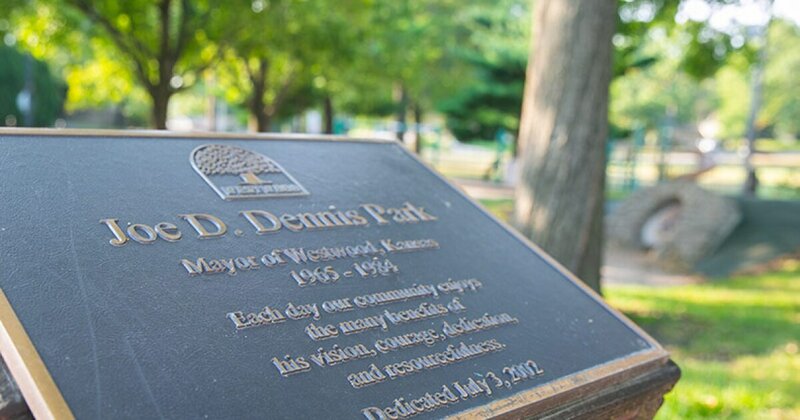 WESTWOOD
Joe D. Dennis Park
Mayor of Westwood, Kansas
1965 - 1984
Each day our community enjoys
the many benefits of
his vision, courage, dedication,
and resourcefulness.
Dedicated July 3, 2002